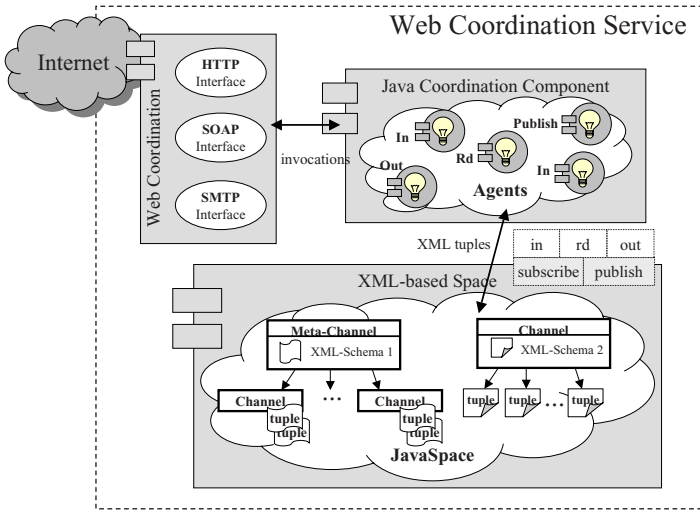 Web Coordination Service
Internet
Web Coordination
HTTP
Interface
SOAP
Interface
SMTP
Interface
invocations
Java Coordination Component
In
Publish
Rd
Out
In
Agents
XML tuples
in rd out
subscribe publish
XML-based Space
Meta-Channel
XML-Schema 1
Channel
XML-Schema 2
Channel
tuple
tuple
...
Channel
tuple
tuple
tuple
tuple
...
tuple
JavaSpace